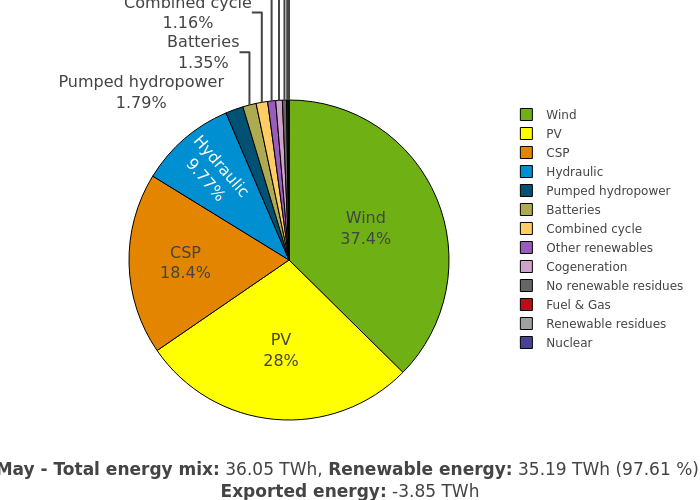 Combined cycle
1.16%
Batteries
1.35%
Pumped hydropower
1.79%
Hydraulic
9.77%
Wind
37.4%
CSP
18.4%
PV
28%
Wind
PV
CSP
Hydraulic
Pumped hydropower
Batteries
Combined cycle
Other renewables
Cogeneration
No renewable residues
Fuel & Gas
Renewable residues
Nuclear
May - Total energy mix: 36.05 TWh, Renewable energy: 35.19 TWh (97.61 %)
Exported energy: -3.85 TWh